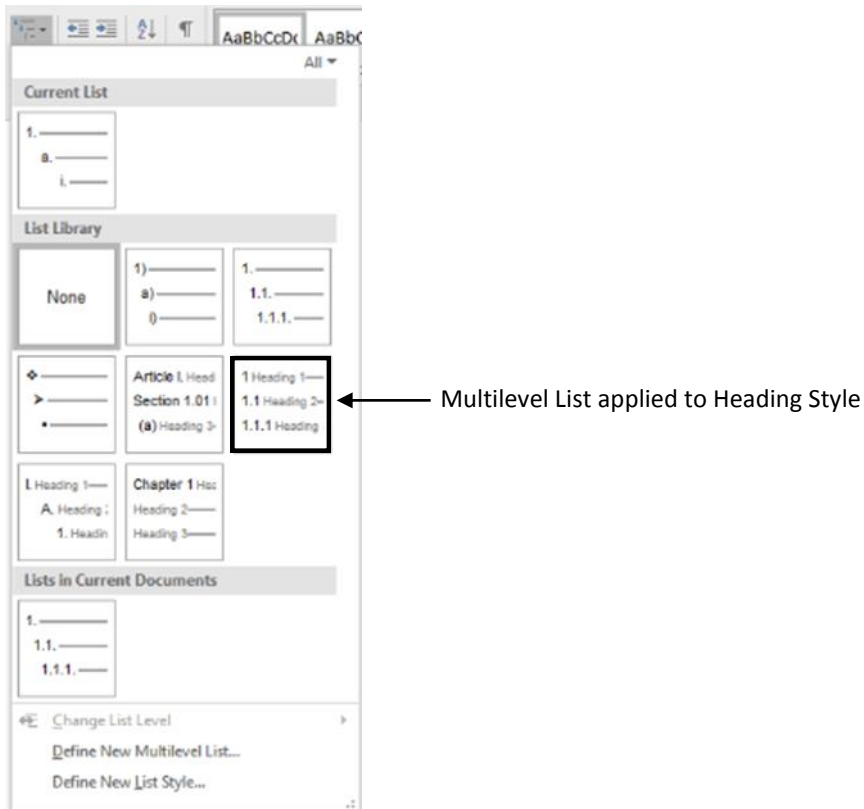 AaBbCcDc AaBbC
All
Current List
1.
a.
i.
List Library
None
1)
a)
i)
1.
1.1.
1.1.1.
Article I. Head
Section 1.01
(a) Heading 3
1 Heading 1
1.1 Heading 2
1.1.1 Heading
I. Heading 1
A. Heading 2
1. Headin
Chapter 1 Hea
Heading 2
Heading 3
Multilevel List applied to Heading Style
Lists in Current Documents
1.
1.1.
1.1.1.
Change List Level
Define New Multilevel List...
Define New List Style...